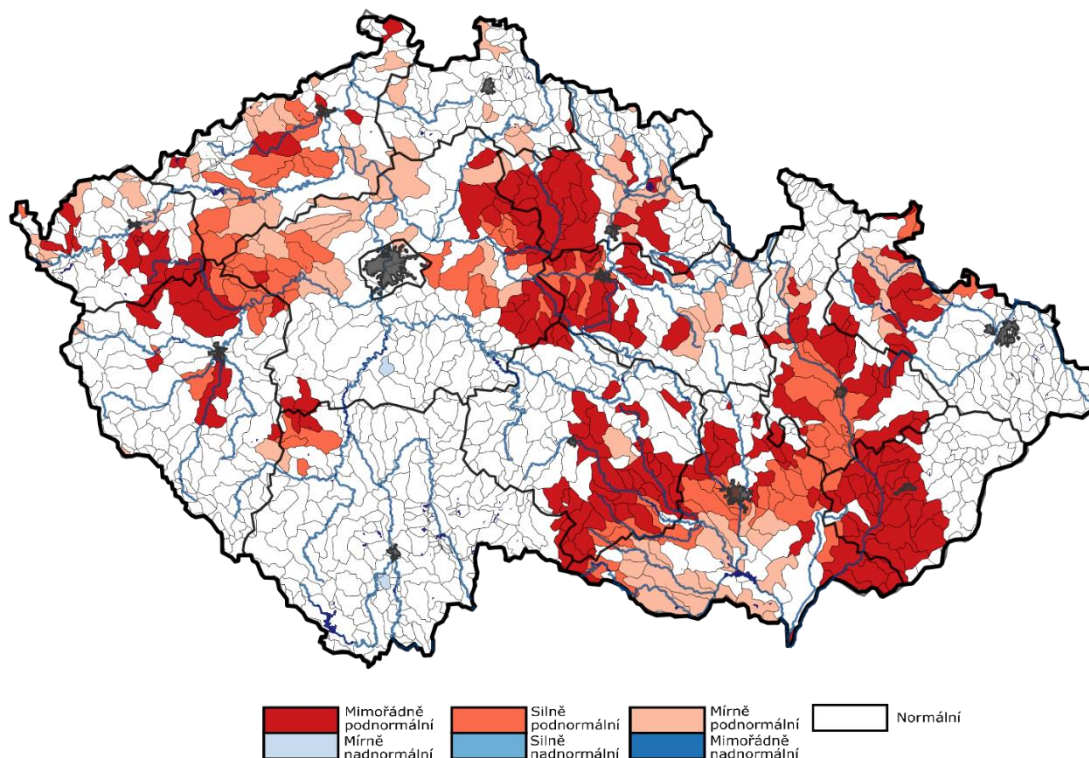 Mimořádně
podnormální
Silně
podnormální
Mírně
podnormální
Normální
Mírně
nadnormální
Silně
nadnormální
Mimořádně
nadnormální